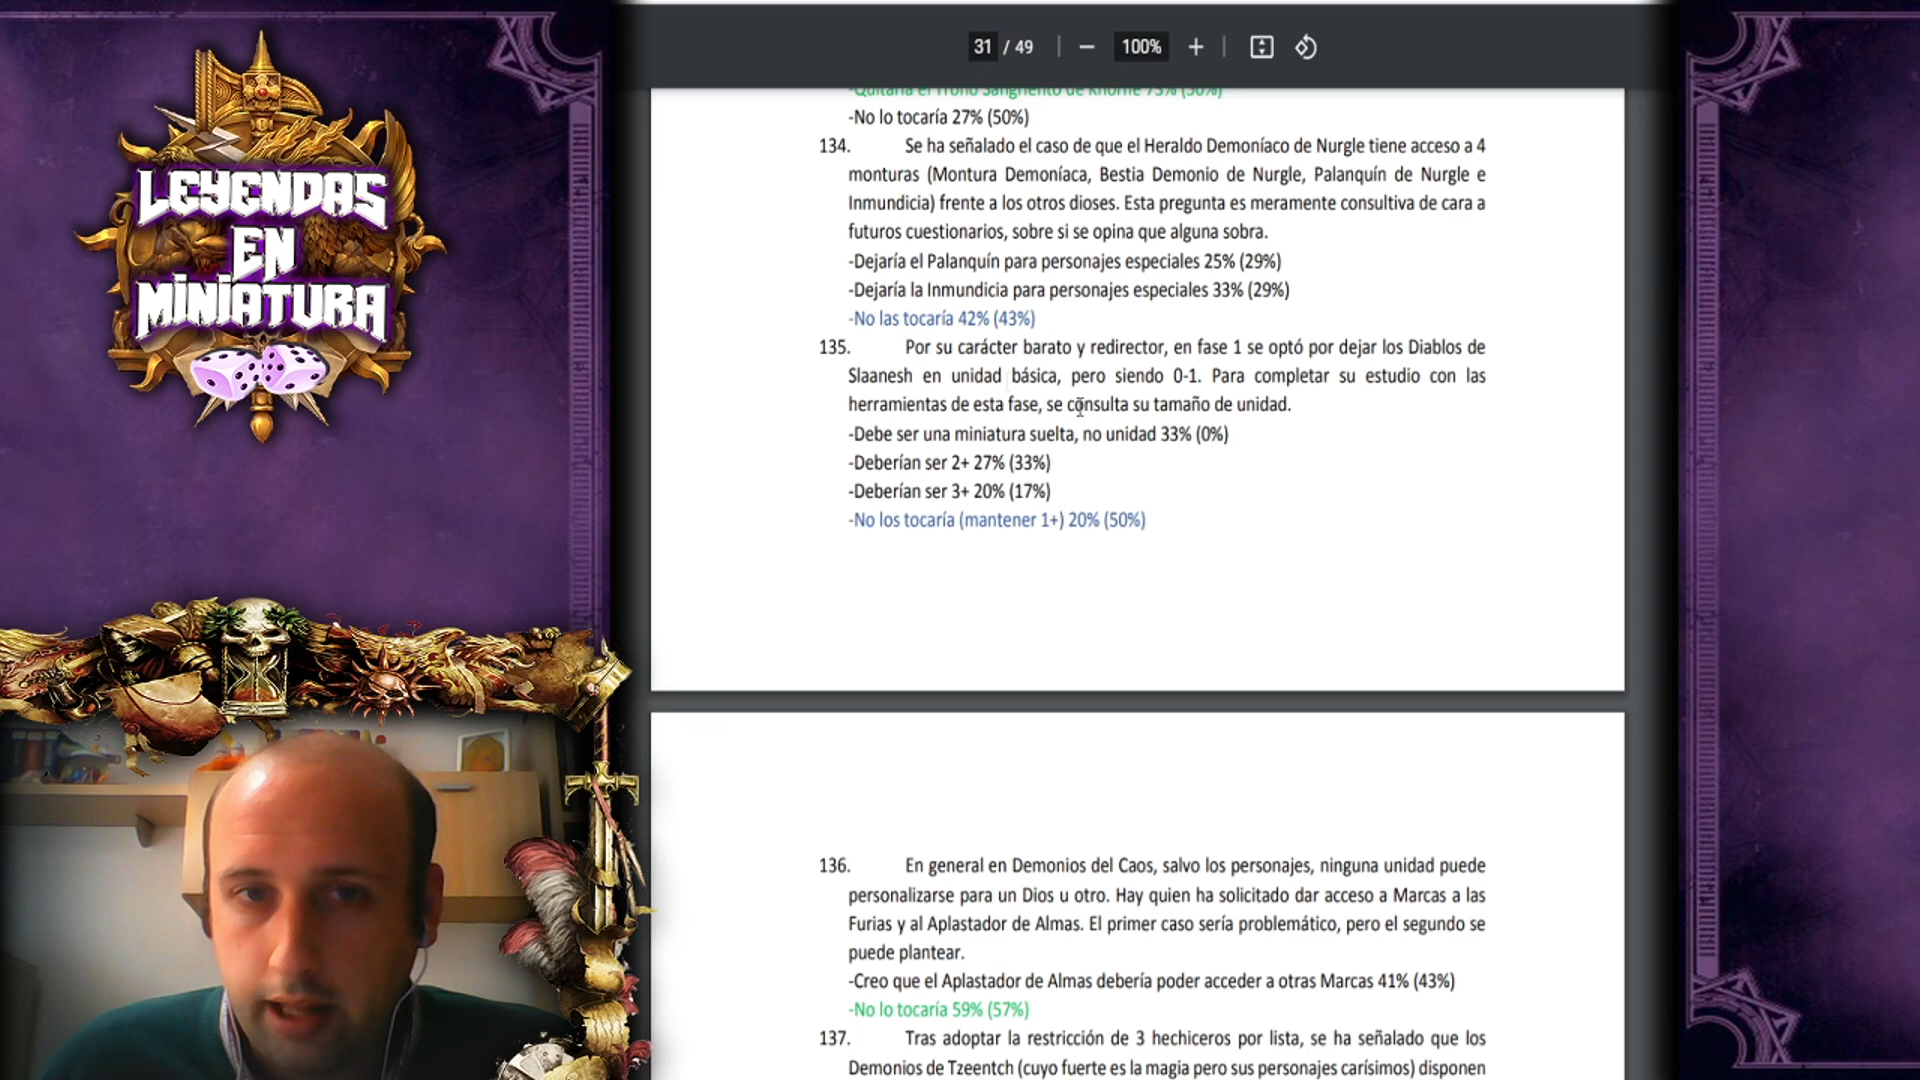 LEYENDAS
EN
MINIATURA
31 / 49
100%
-Quitaría el Trofo Sangriento de Khorne 73% (50%)
-No lo tocaría 27% (50%)
134. Se ha señalado el caso de que el Heraldo Demoníaco de Nurgle tiene acceso a 4
monturas (Montura Demoníaca, Bestia Demonio de Nurgle, Palanquín de Nurgle e
Inmundicia) frente a los otros dioses. Esta pregunta es meramente consultiva de cara a
futuros cuestionarios, sobre si se opina que alguna sobra.
-Dejaría el Palanquín para personajes especiales 25% (29%)
-Dejaría la Inmundicia para personajes especiales 33% (29%)
-No las tocaría 42% (43%)
135. Por su carácter barato y redirector, en fase 1 se optó por dejar los Diablos de
Slaanesh en unidad básica, pero siendo 0-1. Para completar su estudio con las
herramientas de esta fase, se consulta su tamaño de unidad.
-Debe ser una miniatura suelta, no unidad 33% (0%)
-Deberían ser 2+ 27% (33%)
-Deberían ser 3+ 20% (17%)
-No los tocaría (mantener 1+) 20% (50%)
136. En general en Demonios del Caos, salvo los personajes, ninguna unidad puede
personalizarse para un Dios u otro. Hay quien ha solicitado dar acceso a Marcas a las
Furias y al Aplastador de Almas. El primer caso sería problemático, pero el segundo se
puede plantear.
-Creo que el Aplastador de Almas debería poder acceder a otras Marcas 41% (43%)
-No lo tocaría 59% (57%)
137. Tras adoptar la restricción de 3 hechiceros por lista, se ha señalado que los
Demonios de Tzeentch (cuyo fuerte es la magia pero sus personajes carísimos) disponen